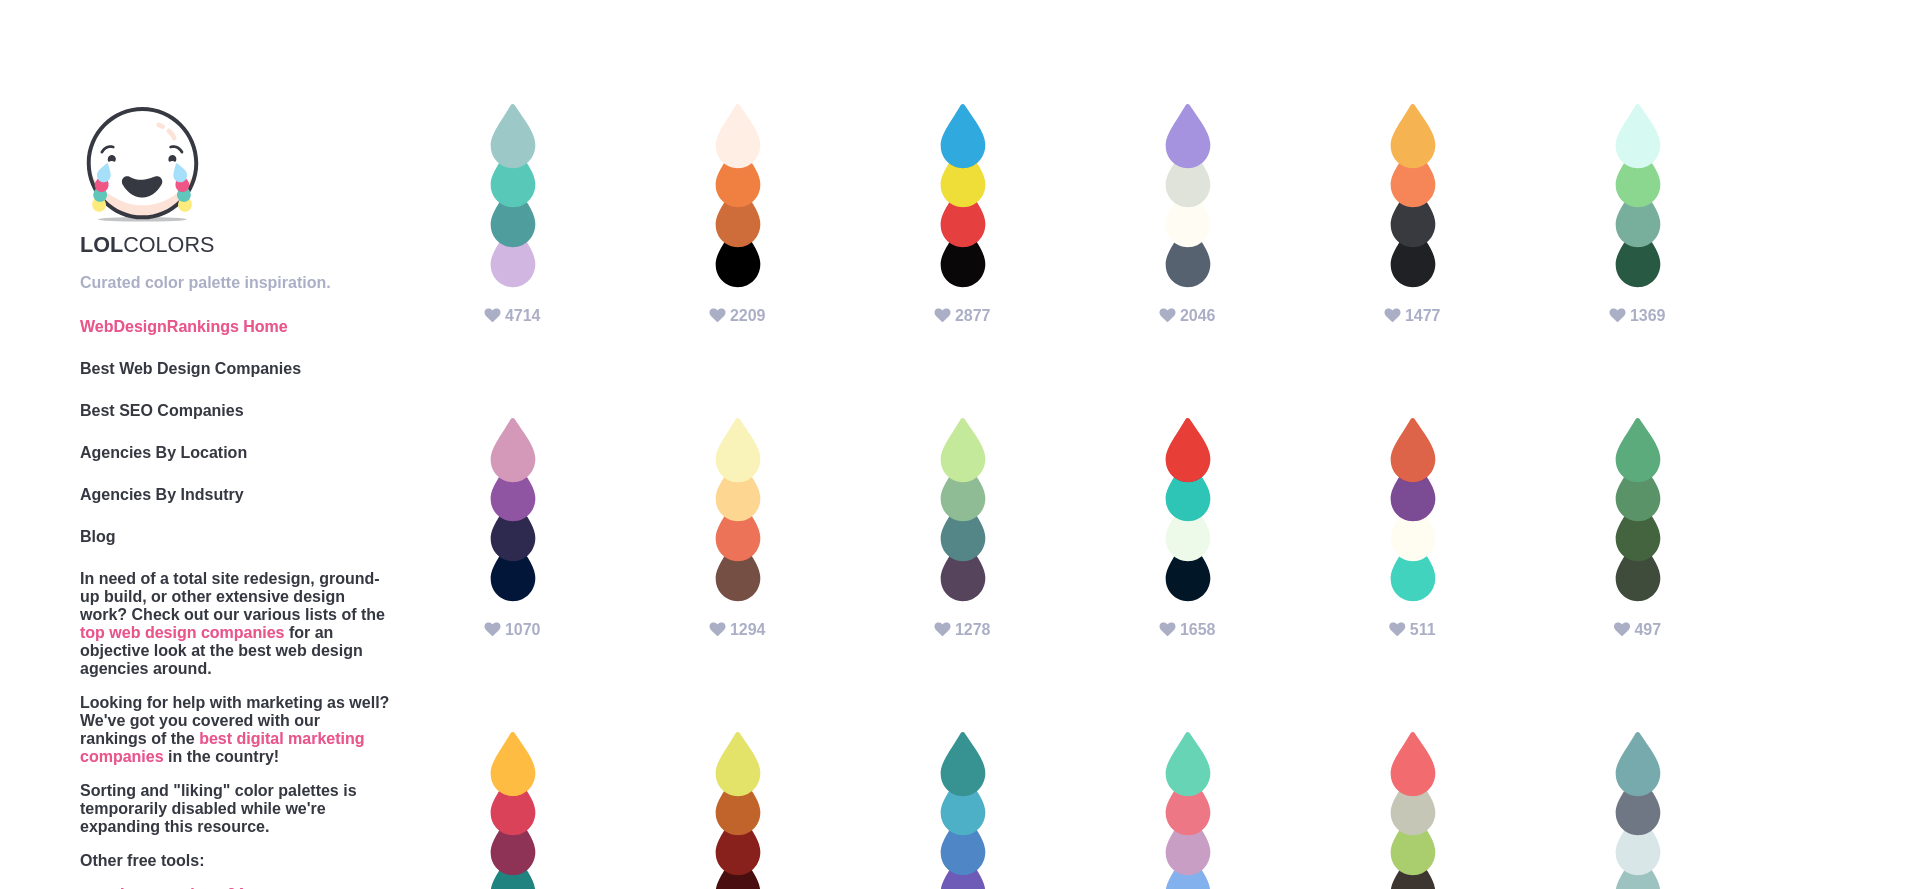 LOLCOLORS
Curated color palette inspiration.
WebDesignRankings Home
Best Web Design Companies
Best SEO Companies
Agencies By Location
Agencies By Indsutry
Blog
In need of a total site redesign, ground-
up build, or other extensive design
work? Check out our various lists of the
top web design companies for an
objective look at the best web design
agencies around.
Looking for help with marketing as well?
We've got you covered with our
rankings of the best digital marketing
companies in the country!
Sorting and "liking" color palettes is
temporarily disabled while we're
expanding this resource.
Other free tools:
4714
2209
2877
2046
1477
1369
1070
1294
1278
1658
511
497